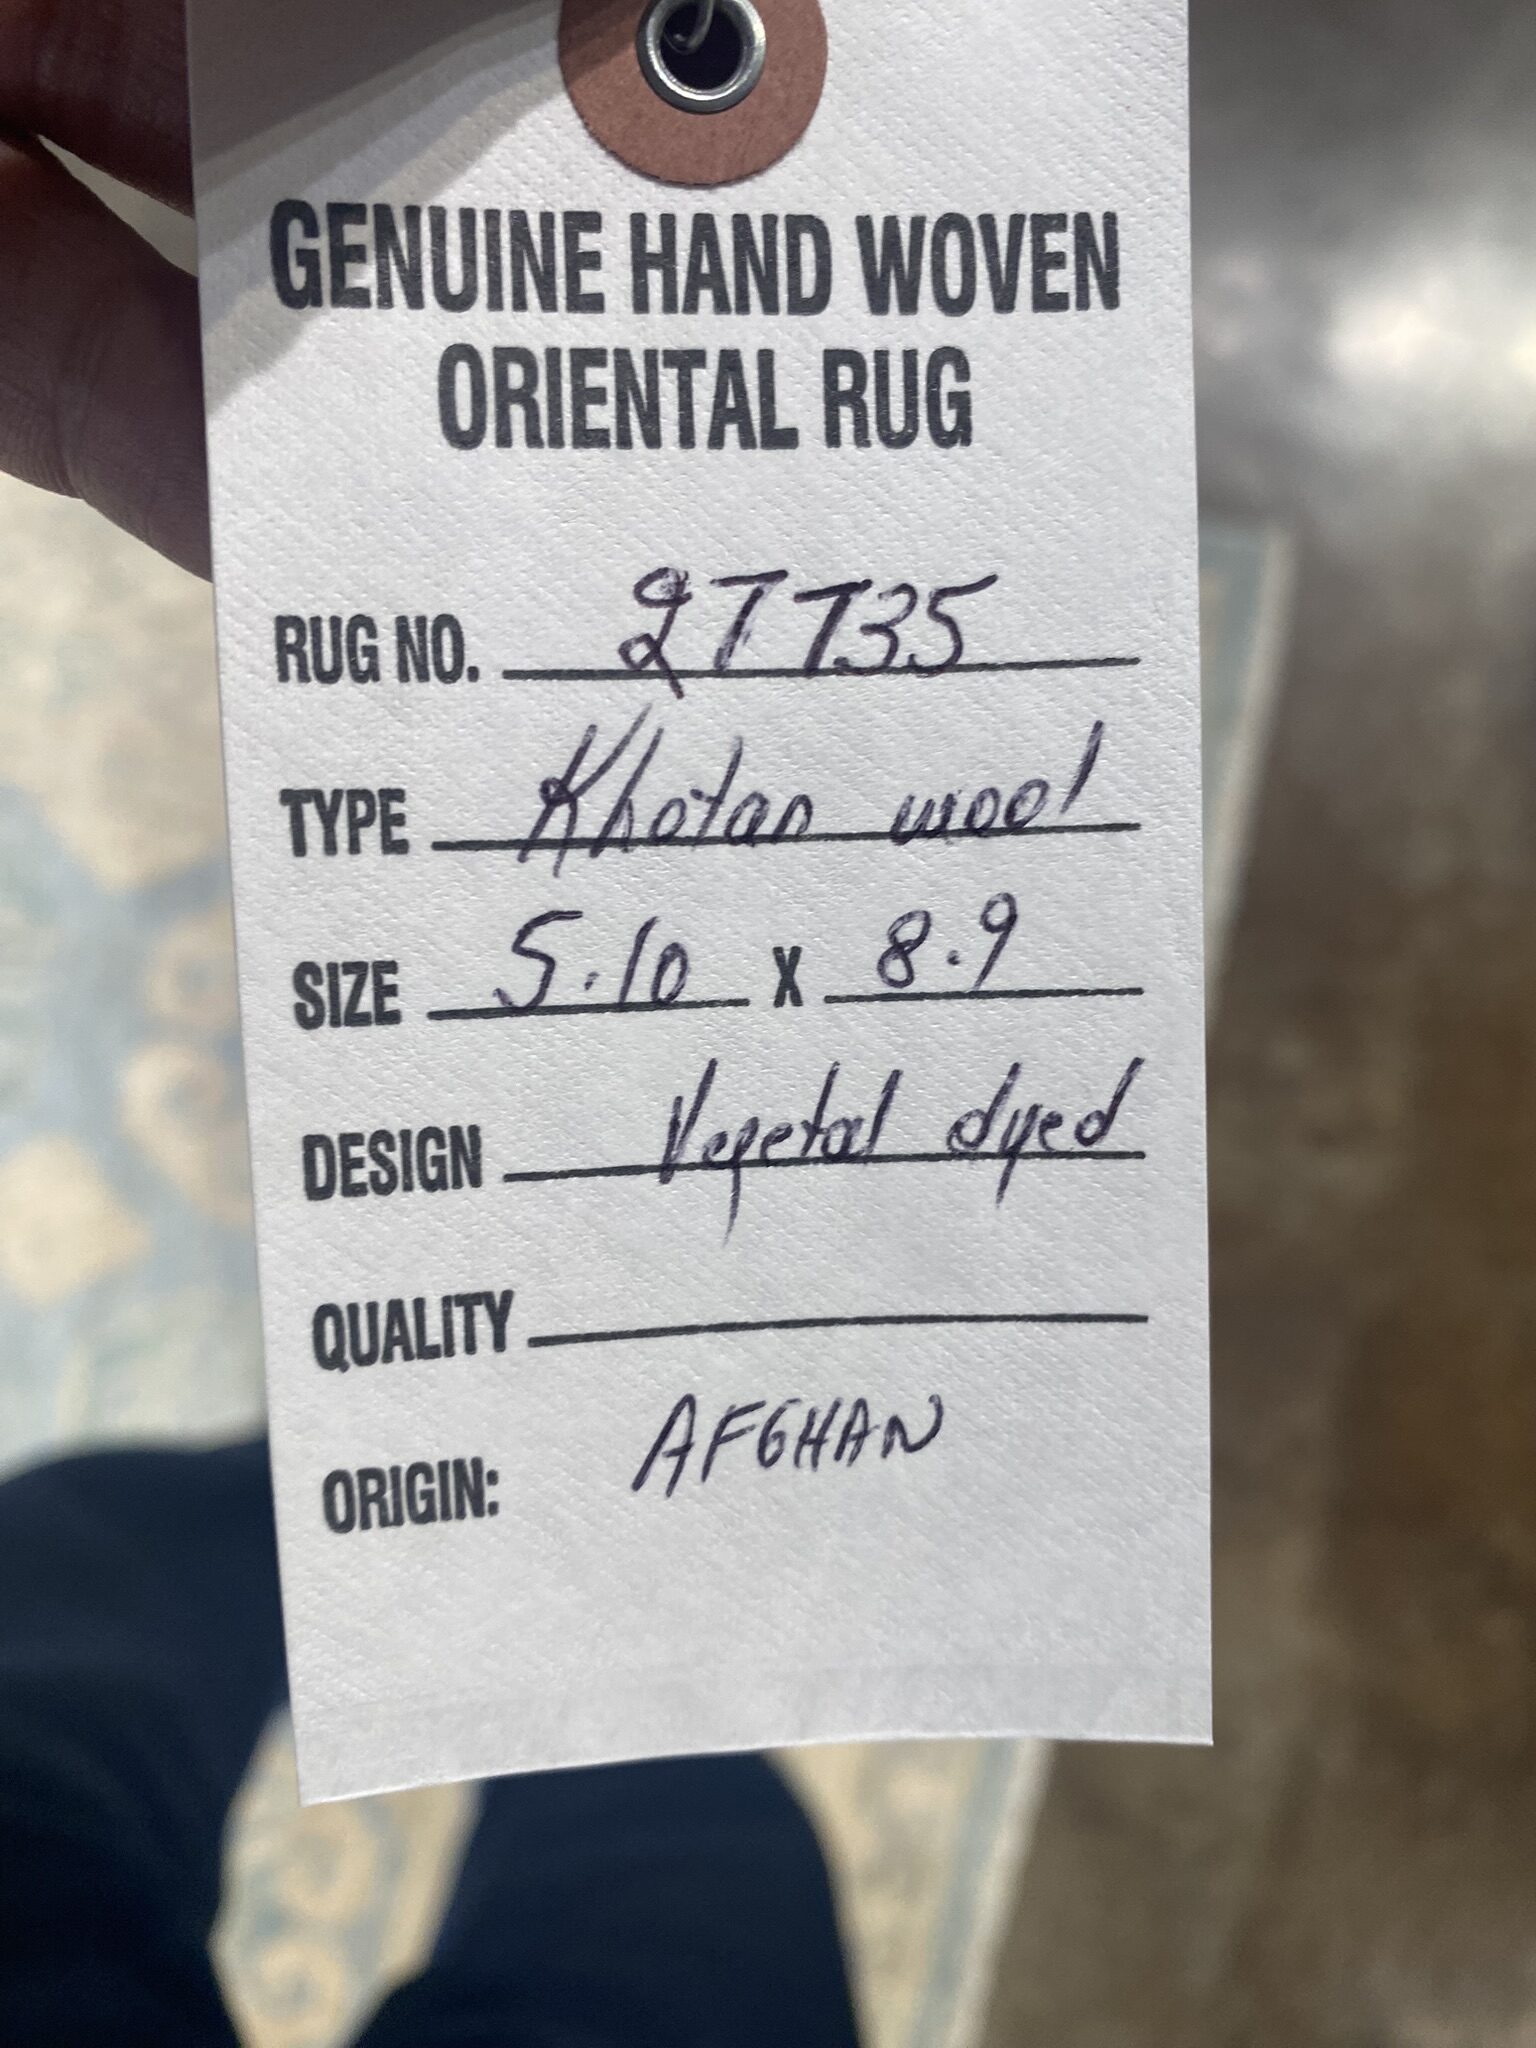 GENUINE HAND WOVEN
ORIENTAL RUG
RUG NO. 27735
TYPE Khotan wool
SIZE 5.10 X 8.9
DESIGN Vegetal dyed
QUALITY
ORIGIN: AFGHAN